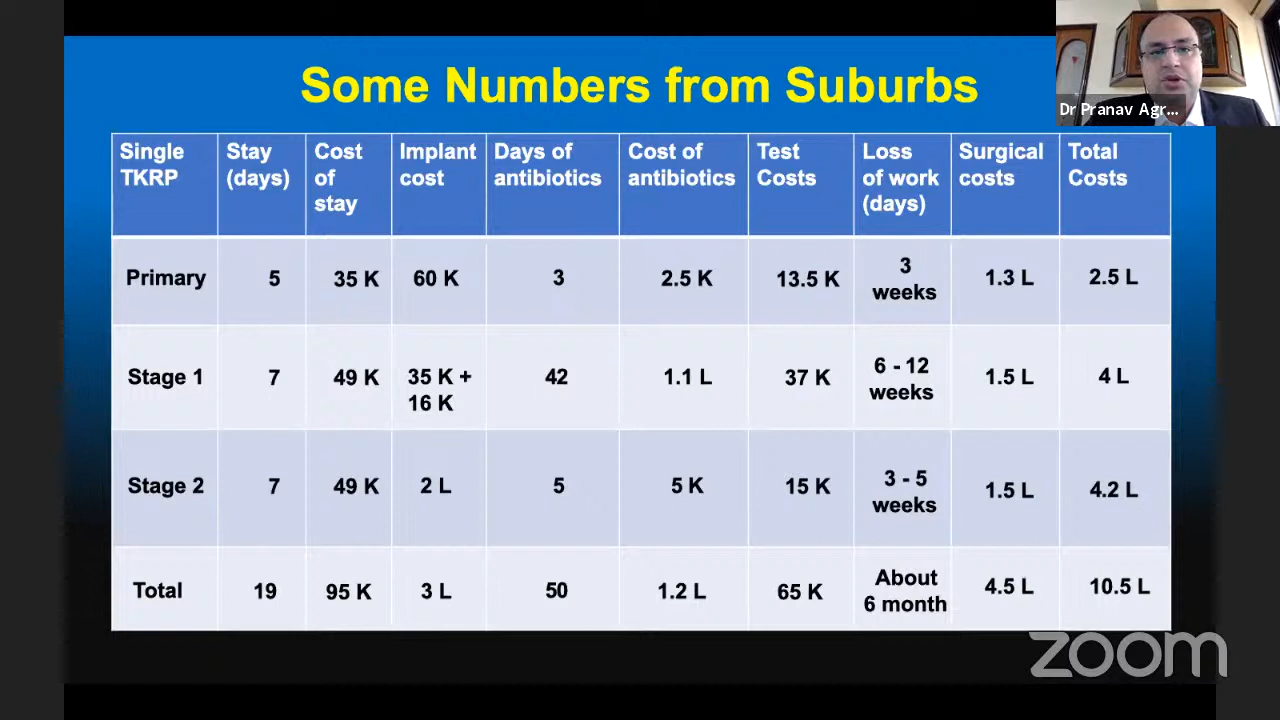 Some Numbers from Suburbs
Dr Pranav Agr...
Single TKRP
Stay (days)
Cost of stay
Implant cost
Days of antibiotics
Cost of antibiotics
Test Costs
Loss of work (days)
Surgical costs
Total Costs
Primary
5
35 K
60 K
3
2.5 K
13.5 K
3 weeks
1.3 L
2.5 L
Stage 1
7
49 K
35 K + 16 K
42
1.1 L
37 K
6 - 12 weeks
1.5 L
4 L
Stage 2
7
49 K
2 L
5
5 K
15 K
3 - 5 weeks
1.5 L
4.2 L
Total
19
95 K
3 L
50
1.2 L
65 K
About 6 month
4.5 L
10.5 L
zoom